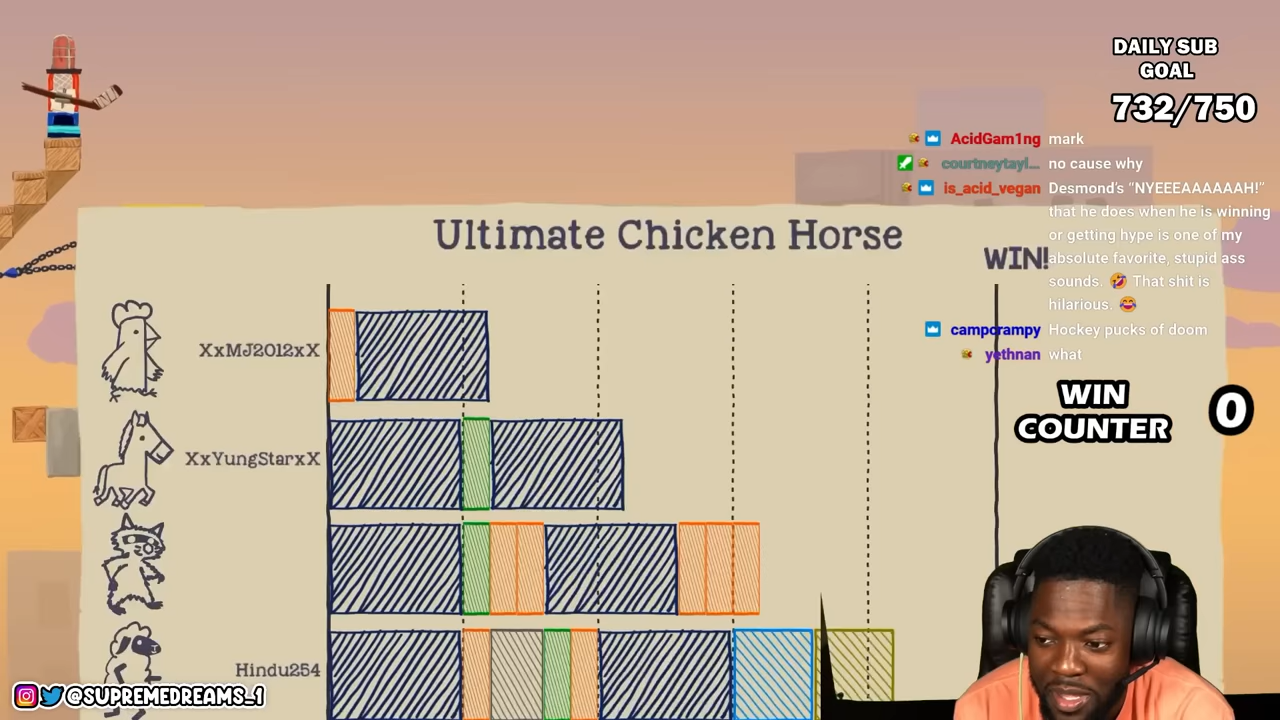 DAILY SUB
GOAL
732/750
AcidGam1ng mark
courtneytayl... no cause why
is_acid_vegan Desmond's “NYEEEAAAAAAH!”
that he does when he is winning
or getting hype is one of my
absolute favorite, stupid ass
sounds. 🤣 That shit is
hilarious. 😂
campcrampy Hockey pucks of doom
yethnan what
Ultimate Chicken Horse
WIN!
XxMJ2012xX
XxYungStarxX
Hindu254
WIN
COUNTER
0
@SUPREMEDREAMS_1